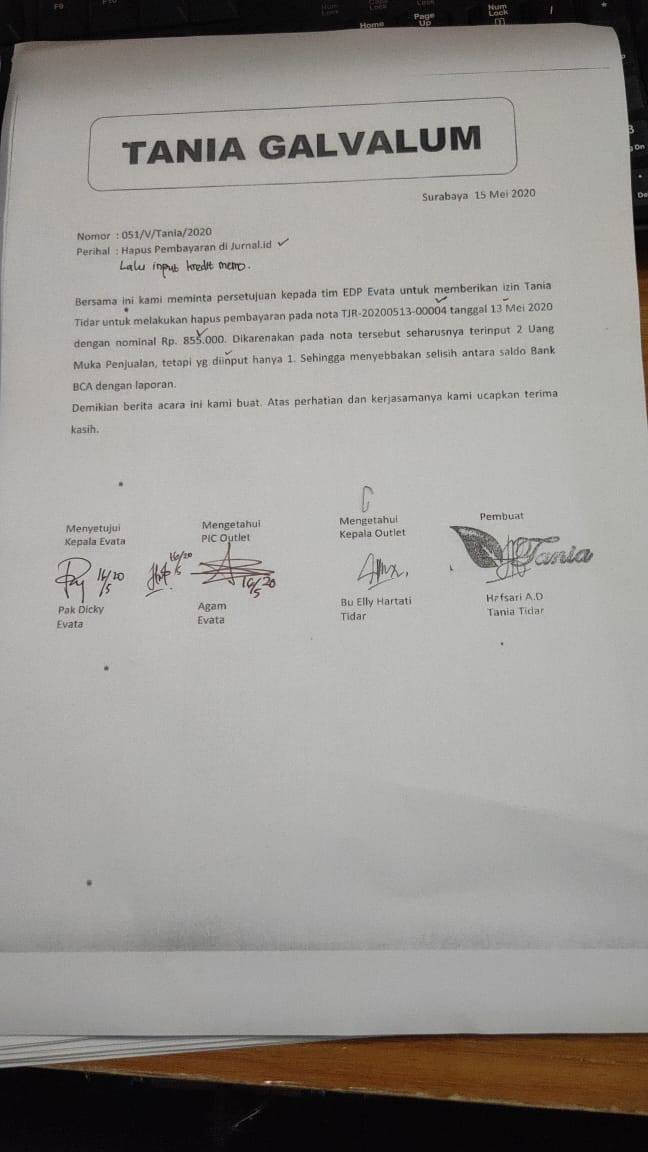 F9
Num Lock
Caps Lock
Home
Page Up
Num Lock
TANIA GALVALUM
Surabaya 15 Mei 2020
Nomor : 051/V/Tania/2020
Perihal : Hapus Pembayaran di Jurnal.id ✓
Lalu input kredit memo.
Bersama ini kami meminta persetujuan kepada tim EDP Evata untuk memberikan izin Tania
Tidar untuk melakukan hapus pembayaran pada nota TJR-20200513-00004 tanggal 13 Mei 2020
dengan nominal Rp. 855.000. Dikarenakan pada nota tersebut seharusnya terinput 2 Uang
Muka Penjualan, tetapi yg diinput hanya 1. Sehingga menyebbakan selisih antara saldo Bank
BCA dengan laporan.
Demikian berita acara ini kami buat. Atas perhatian dan kerjasamanya kami ucapkan terima
kasih.
Menyetujui
Kepala Evata
16/5 20
Pak Dicky
Evata
Mengetahui
PIC Outlet
16/5 20
16/5 20
Agam
Evata
Mengetahui
Kepala Outlet
Bu Elly Hartati
Tidar
Pembuat
Tania
Hafsari A.D
Tania Tidar